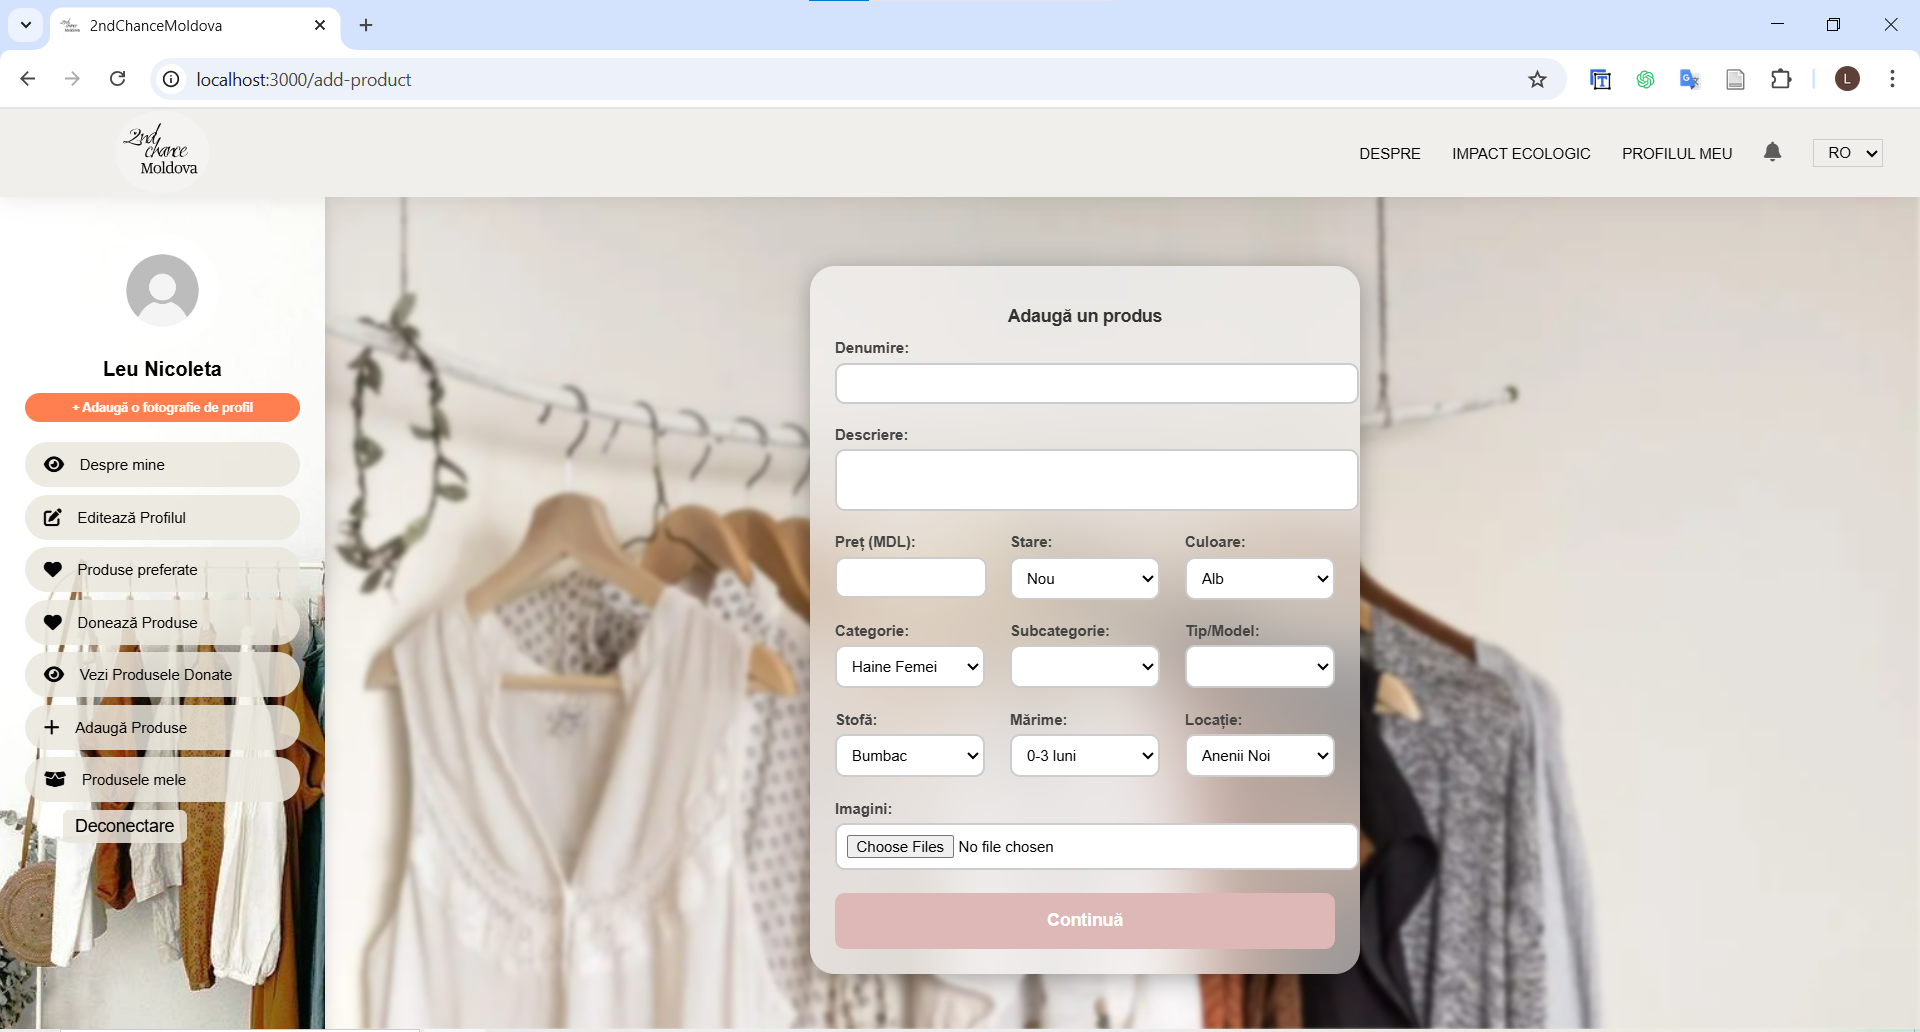 2ndChanceMoldova
localhost:3000/add-product
L
2nd
chance
Moldova
DESPRE
IMPACT ECOLOGIC
PROFILUL MEU
RO
Leu Nicoleta
+ Adaugă o fotografie de profil
Despre mine
Editează Profilul
Produse preferate
Donează Produse
Vezi Produsele Donate
Adaugă Produse
Produsele mele
Deconectare
Adaugă un produs
Denumire:
Descriere:
Preț (MDL): Stare: Culoare:
Nou Alb
Categorie: Subcategorie: Tip/Model:
Haine Femei
Stofă: Mărime: Locație:
Bumbac 0-3 luni Anenii Noi
Imagini:
Choose Files No file chosen
Continuă